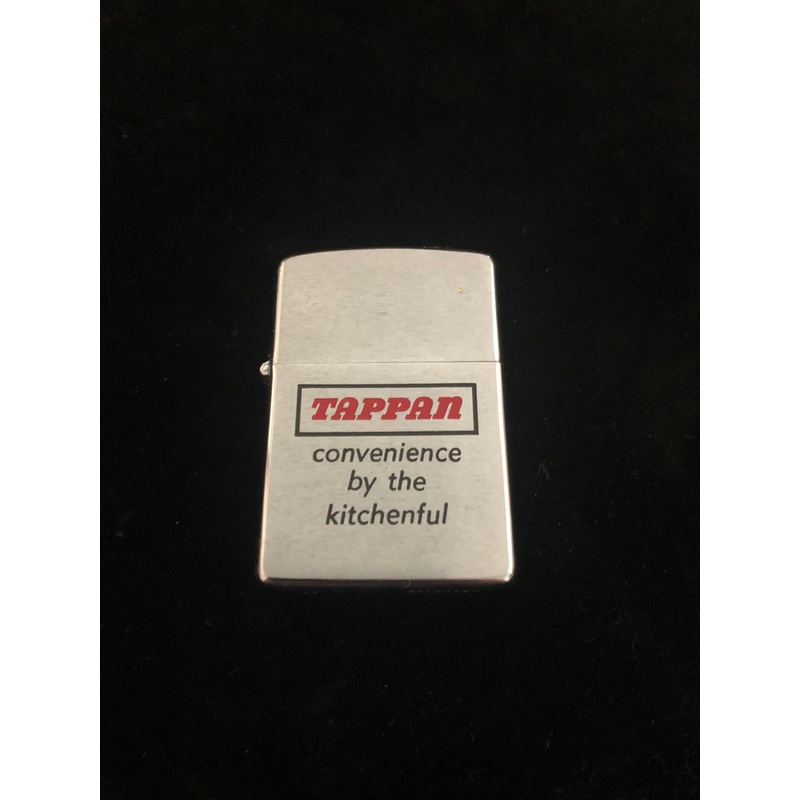 TAPPAN
convenience
by the
kitchenful